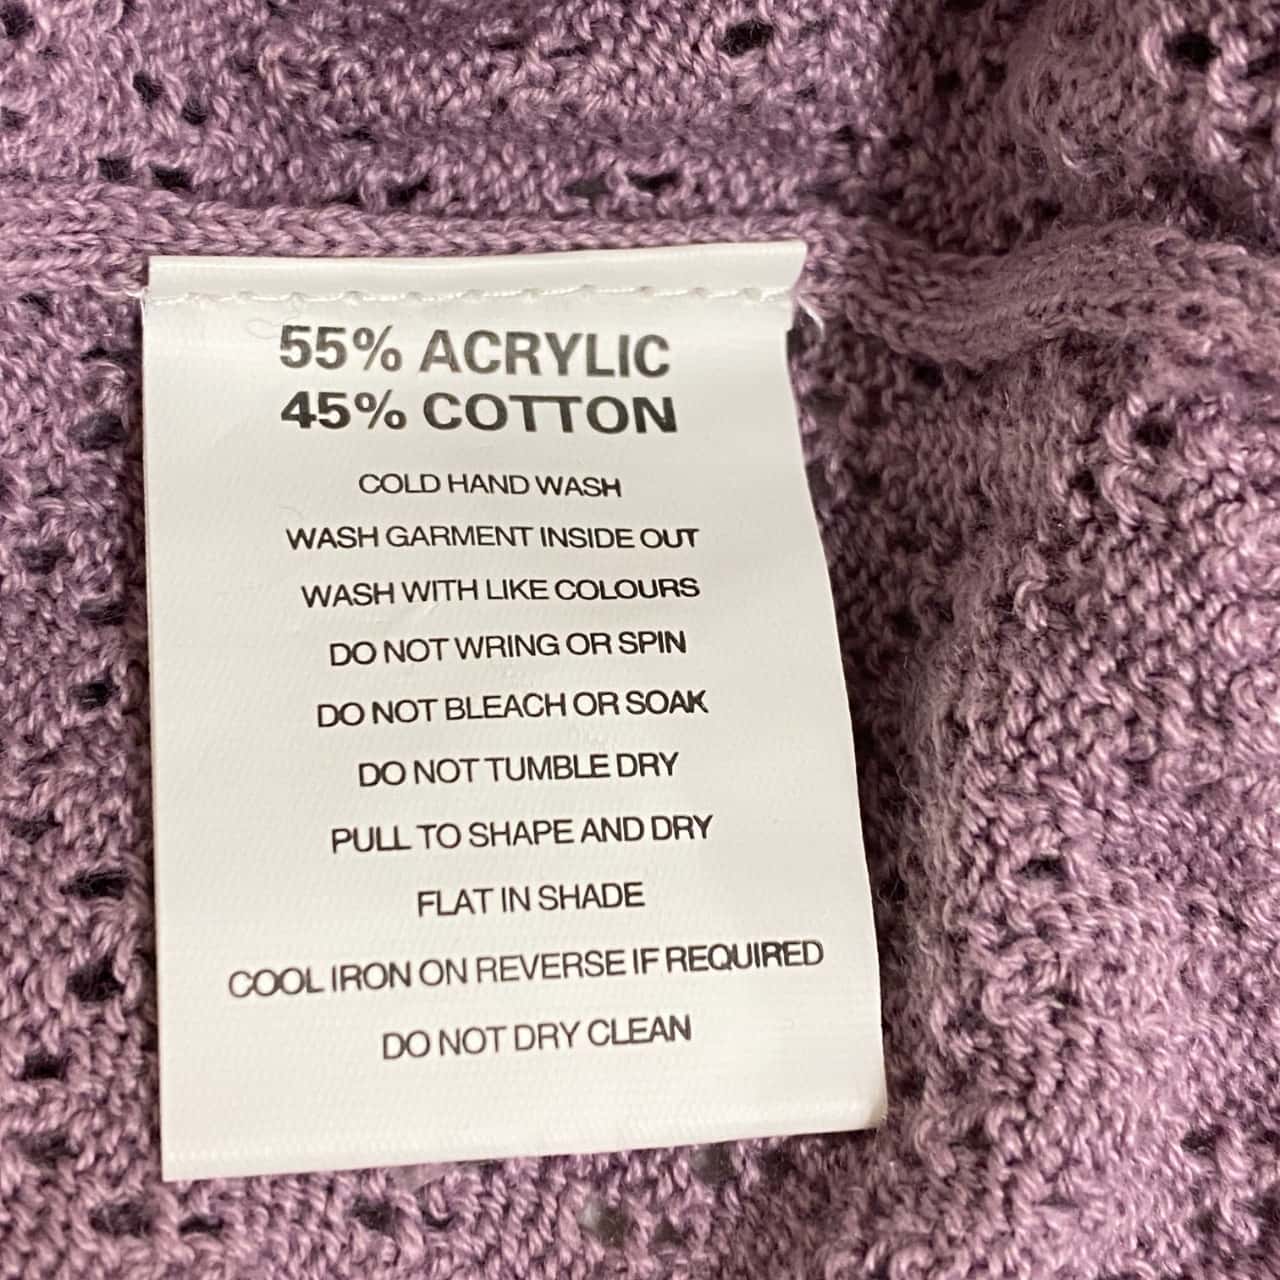 55% ACRYLIC
45% COTTON
COLD HAND WASH
WASH GARMENT INSIDE OUT
WASH WITH LIKE COLOURS
DO NOT WRING OR SPIN
DO NOT BLEACH OR SOAK
DO NOT TUMBLE DRY
PULL TO SHAPE AND DRY
FLAT IN SHADE
COOL IRON ON REVERSE IF REQUIRED
DO NOT DRY CLEAN